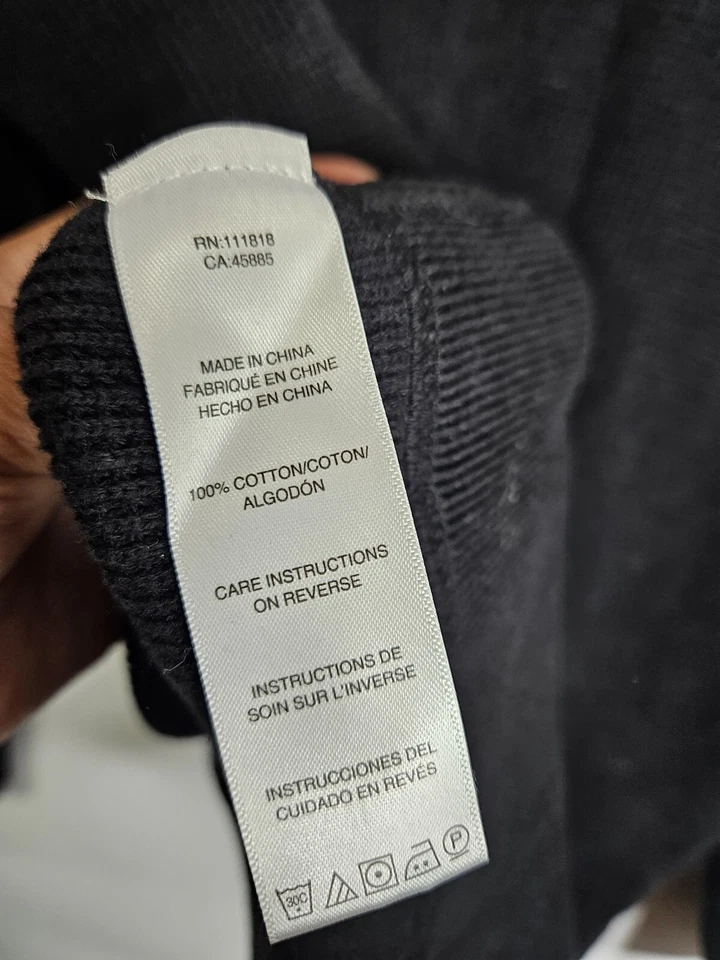 RN:111818
CA:45885
MADE IN CHINA
FABRIQUÉ EN CHINE
HECHO EN CHINA
100% COTTON/COTON/
ALGODÓN
CARE INSTRUCTIONS
ON REVERSE
INSTRUCTIONS DE
SOIN SUR L'INVERSE
INSTRUCCIONES DEL
CUIDADO EN REVÉS
30C P